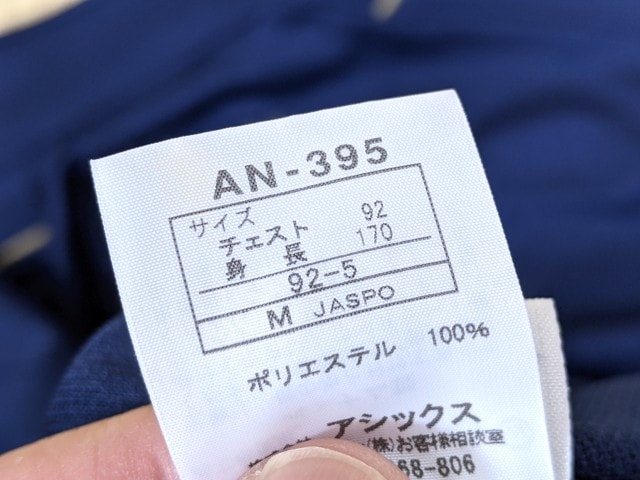 AN-395
サイズ
チェスト 92
身長 170
92-5
M JASPO
ポリエステル 100%
アシックス
(株)お客様相談室
68-806